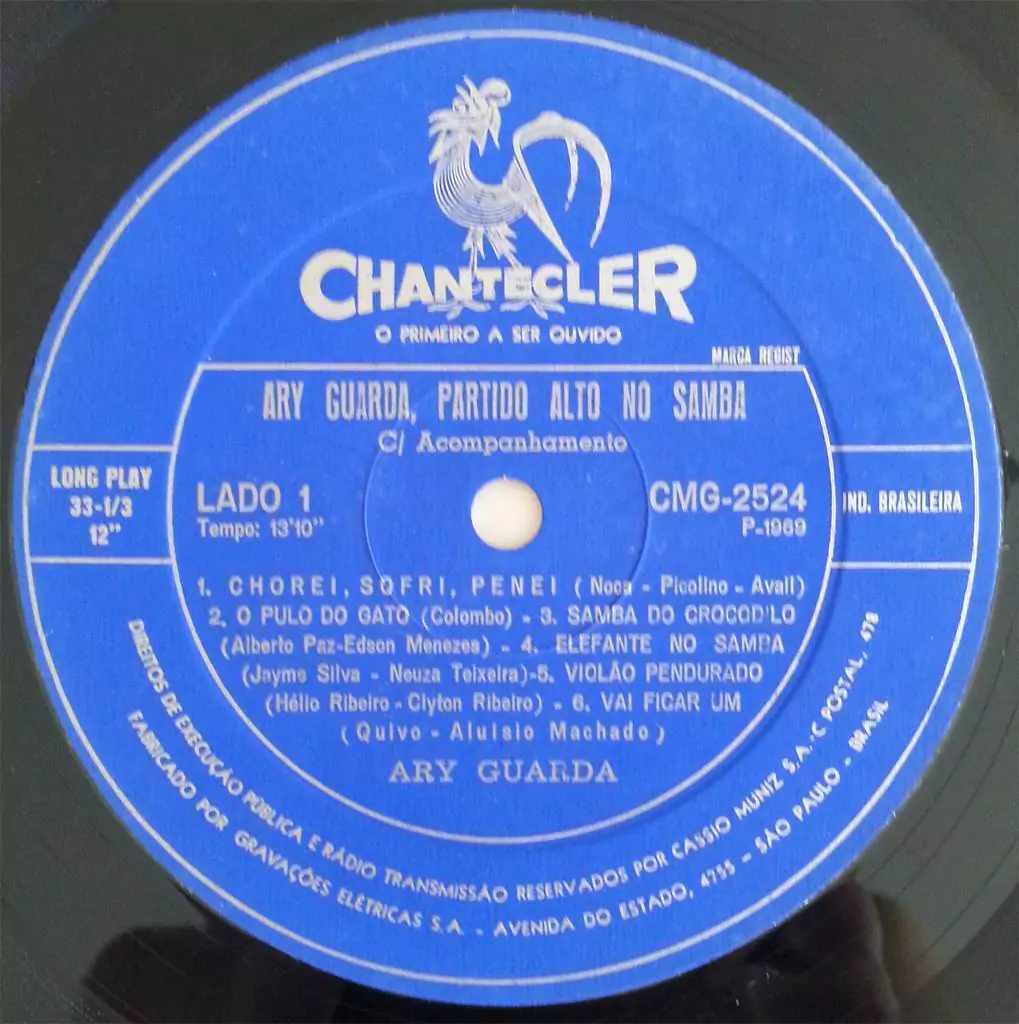 CHANTECLER
O PRIMEIRO A SER OUVIDO
MARCA REGIST
ARY GUARDA, PARTIDO ALTO NO SAMBA
C/ Acompanhamento
LONG PLAY
33-1/3
12"
LADO 1
Tempo: 13'10"
CMG-2524
P-1969
IND. BRASILEIRA
1. CHOREI, SOFRI, PENEI (Noca - Picolino - Avail)
2. O PULO DO GATO (Colombo) - 3. SAMBA DO CROCOD'LO
(Alberto Paz-Edson Menezes) - 4. ELEFANTE NO SAMBA
(Jayme Silva - Neuza Teixeira)-5. VIOLÃO PENDURADO
(Hélio Ribeiro - Clyton Ribeiro) - 6. VAI FICAR UM
(Quivo - Aluisio Machado)
ARY GUARDA
DIREITOS DE EXECUÇÃO PÚBLICA E RÁDIO TRANSMISSÃO RESERVADOS POR CASSIO MUNIZ S.A.-C POSTAL, 478
FABRICADO POR GRAVAÇÕES ELÉTRICAS S.A. - AVENIDA DO ESTADO, 4755 - SÃO PAULO - BRASIL